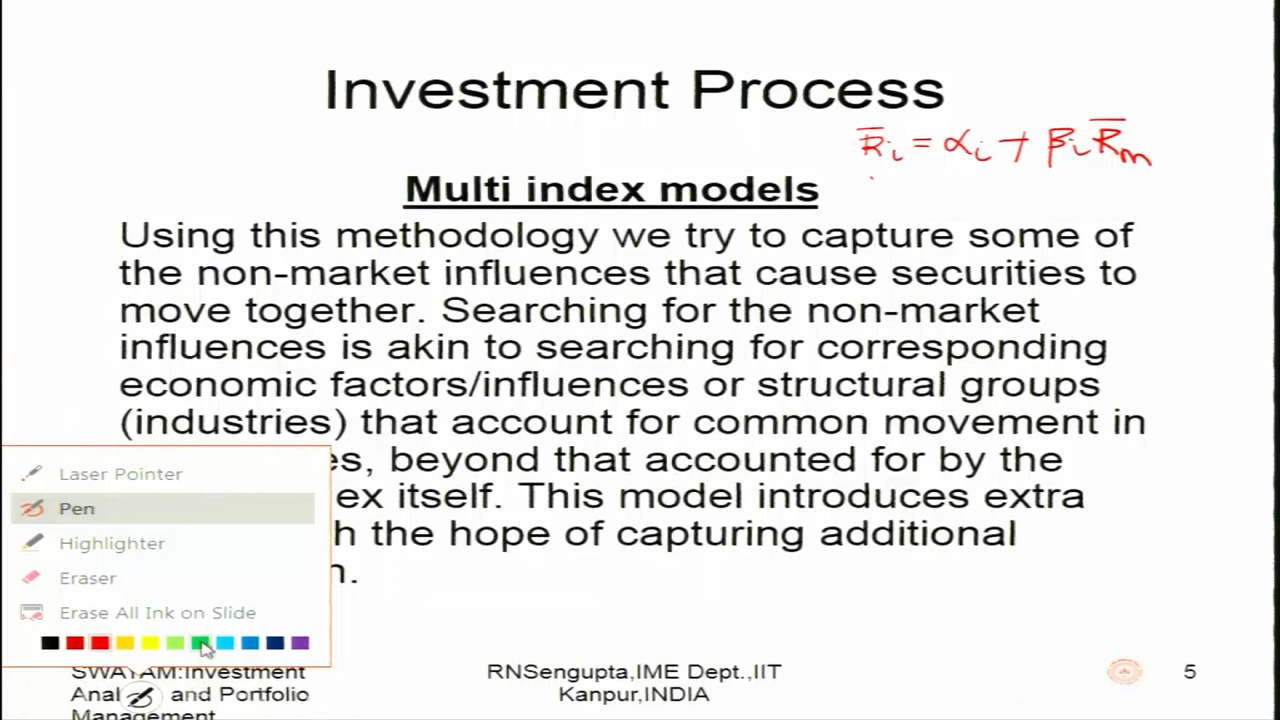 Investment Process
R̅i = αi + βi R̅m
Multi index models
Using this methodology we try to capture some of
the non-market influences that cause securities to
move together. Searching for the non-market
influences is akin to searching for corresponding
economic factors/influences or structural groups
(industries) that account for common movement in
es, beyond that accounted for by the
ex itself. This model introduces extra
h the hope of capturing additional
n.
Laser Pointer
Pen
Highlighter
Eraser
Erase All Ink on Slide
SWAYAM:Investment
Anal and Portfolio
Management
RNSengupta,IME Dept.,IIT
Kanpur,INDIA
5